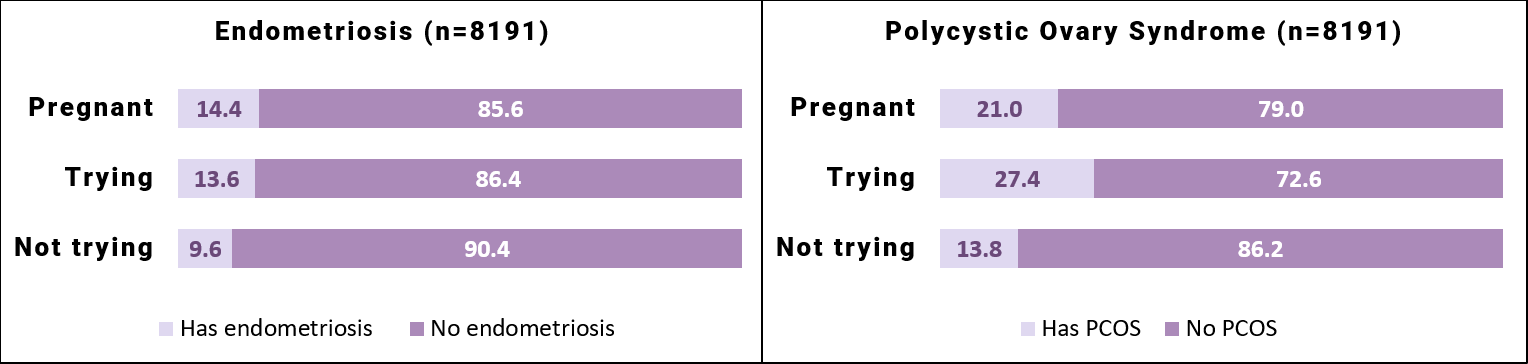 Endometriosis (n=8191)
Pregnant 14.4 85.6
Trying 13.6 86.4
Not trying 9.6 90.4
Has endometriosis No endometriosis
Polycystic Ovary Syndrome (n=8191)
Pregnant 21.0 79.0
Trying 27.4 72.6
Not trying 13.8 86.2
Has PCOS No PCOS